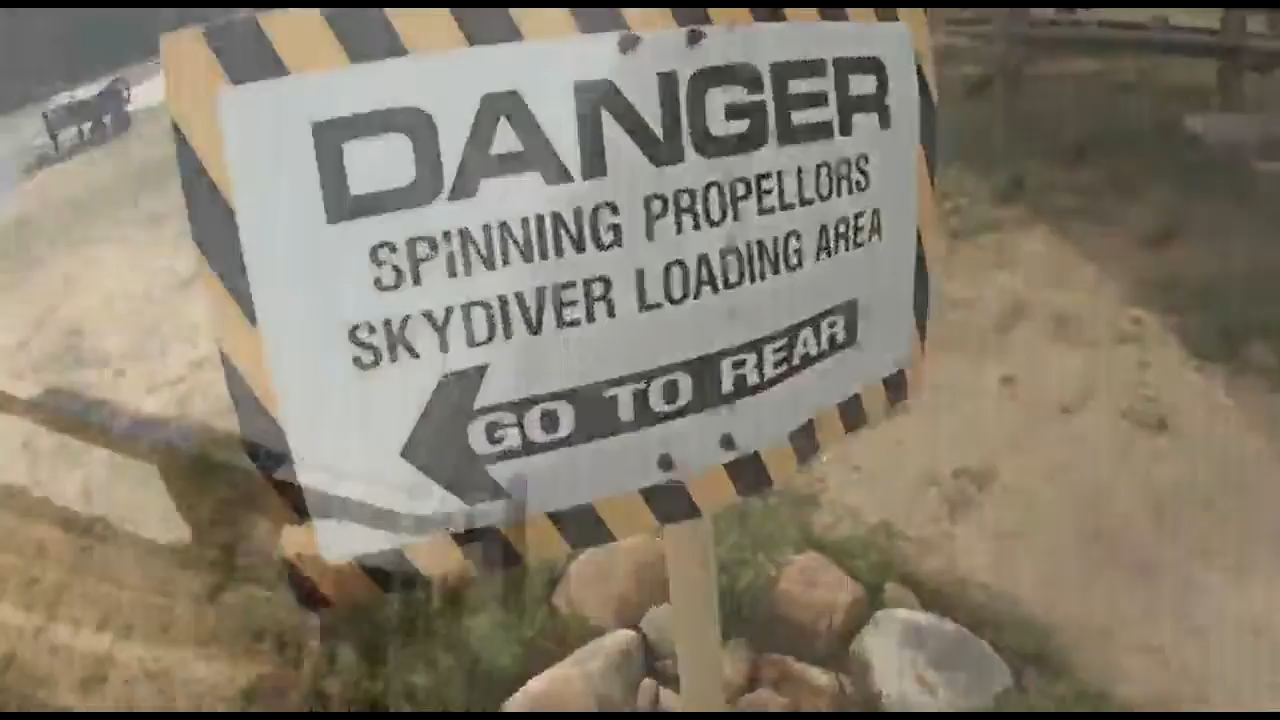 DANGER
SPINNING PROPELLORS
SKYDIVER LOADING AREA
GO TO REAR